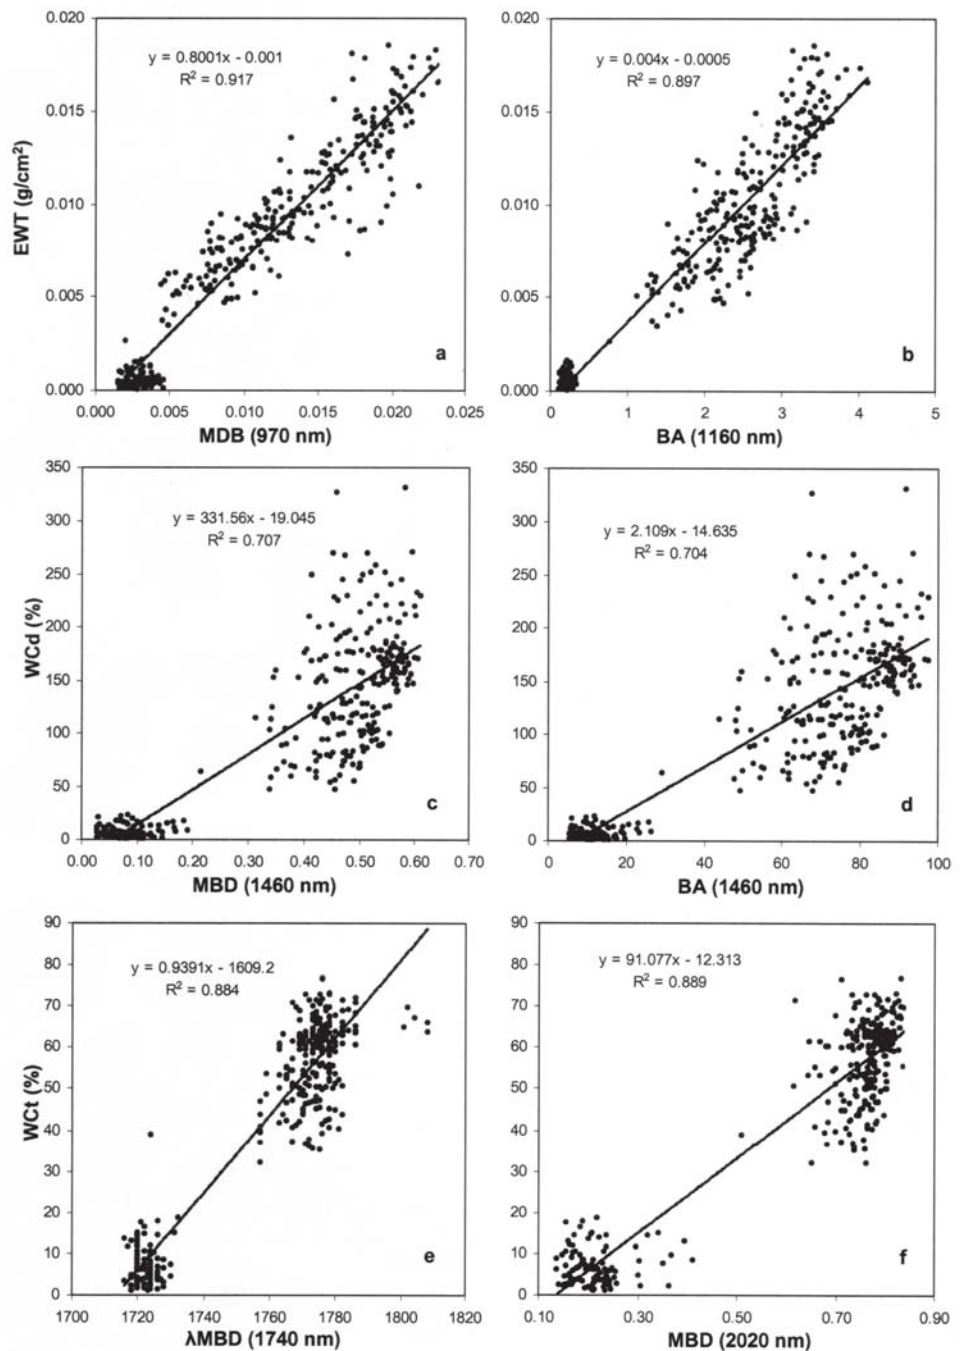 0.020
0.015
0.010
0.005
0.000
EWT (g/cm²)
y = 0.8001x - 0.001
R² = 0.917
a
0.000 0.005 0.010 0.015 0.020 0.025
MDB (970 nm)
0.020
0.015
0.010
0.005
0.000
y = 0.004x - 0.0005
R² = 0.897
b
0 1 2 3 4 5
BA (1160 nm)
350
300
250
200
150
100
50
0
WCd (%)
y = 331.56x - 19.045
R² = 0.707
c
0.00 0.10 0.20 0.30 0.40 0.50 0.60 0.70
MBD (1460 nm)
350
300
250
200
150
100
50
0
y = 2.109x - 14.635
R² = 0.704
d
0 20 40 60 80 100
BA (1460 nm)
90
80
70
60
50
40
30
20
10
0
WCt (%)
y = 0.9391x - 1609.2
R² = 0.884
e
1700 1720 1740 1760 1780 1800 1820
λMBD (1740 nm)
90
80
70
60
50
40
30
20
10
0
y = 91.077x - 12.313
R² = 0.889
f
0.10 0.30 0.50 0.70 0.90
MBD (2020 nm)